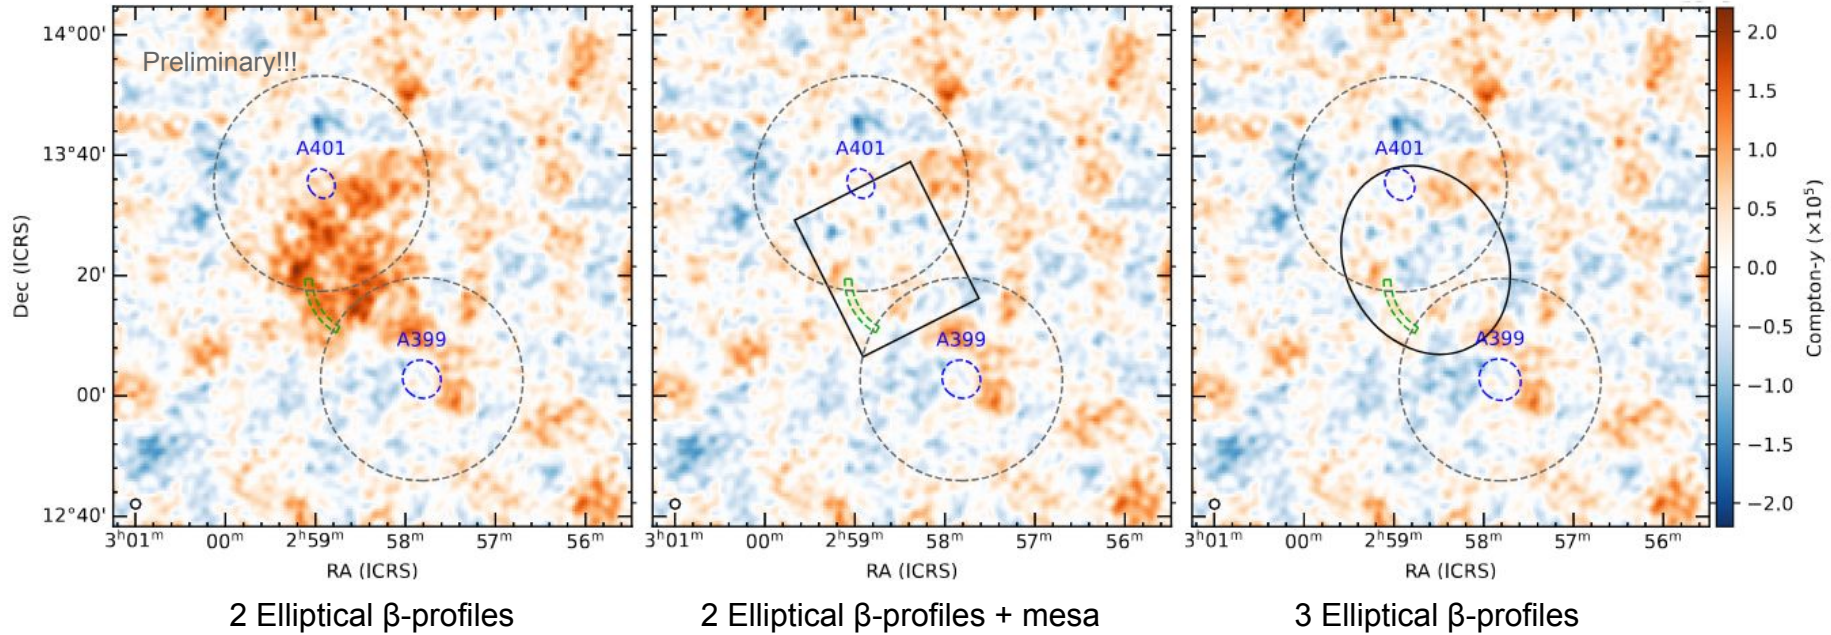 Preliminary!!!
A401
A399
A401
A399
A401
A399
14°00'
13°40'
20'
00'
12°40'
Dec (ICRS)
3ʰ01ᵐ 00ᵐ 2ʰ59ᵐ 58ᵐ 57ᵐ 56ᵐ
RA (ICRS)
3ʰ01ᵐ 00ᵐ 2ʰ59ᵐ 58ᵐ 57ᵐ 56ᵐ
RA (ICRS)
3ʰ01ᵐ 00ᵐ 2ʰ59ᵐ 58ᵐ 57ᵐ 56ᵐ
RA (ICRS)
2.0
1.5
1.0
0.5
0.0
−0.5
−1.0
−1.5
−2.0
Compton-y (×10⁵)
2 Elliptical β-profiles
2 Elliptical β-profiles + mesa
3 Elliptical β-profiles